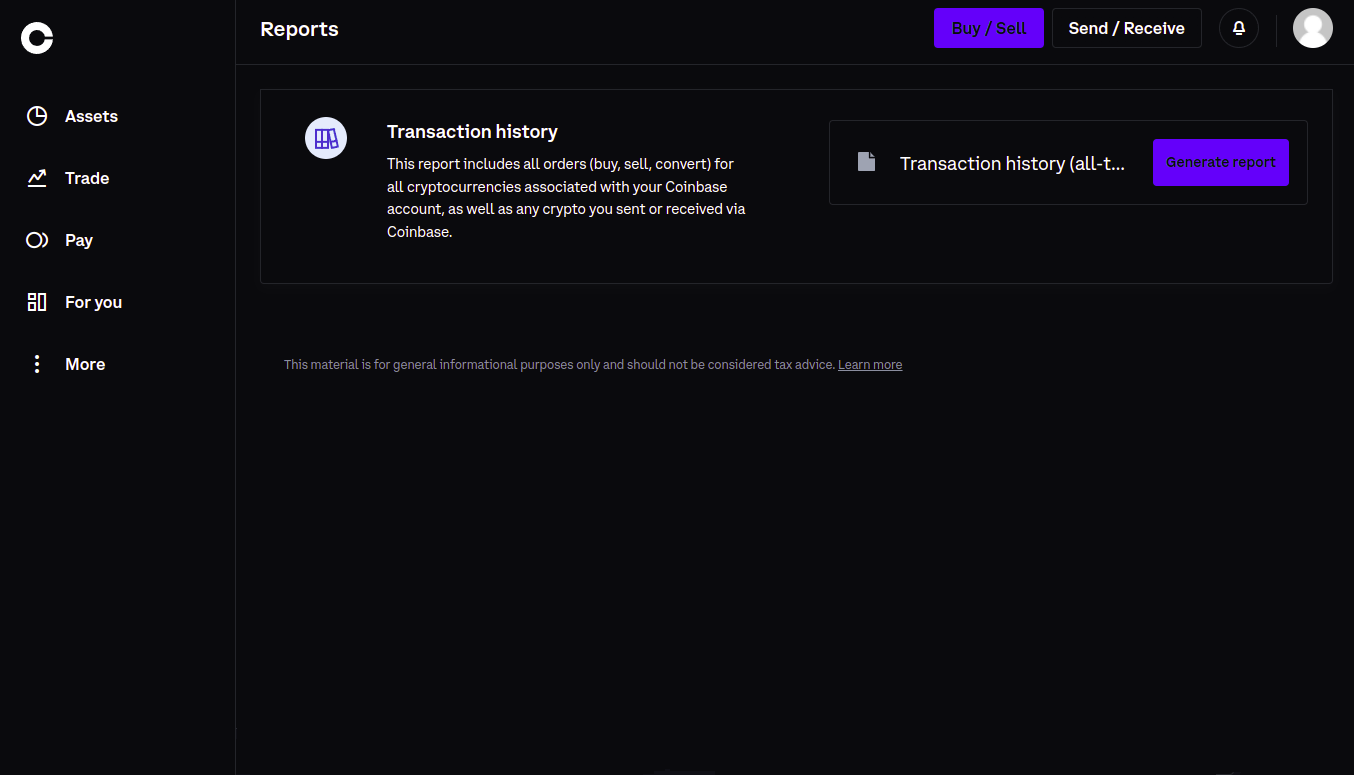 Reports
Buy / Sell
Send / Receive
Assets
Trade
Pay
For you
More
Transaction history
This report includes all orders (buy, sell, convert) for
all cryptocurrencies associated with your Coinbase
account, as well as any crypto you sent or received via
Coinbase.
Transaction history (all-t...
Generate report
This material is for general informational purposes only and should not be considered tax advice. Learn more